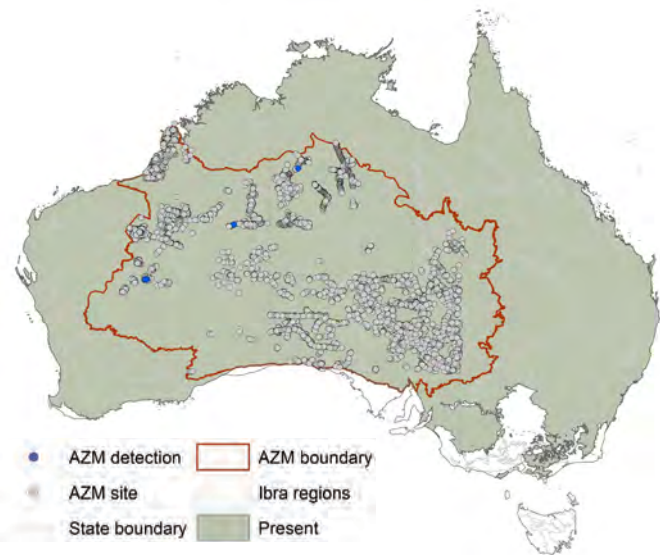 AZM detection AZM boundary
AZM site Ibra regions
State boundary Present